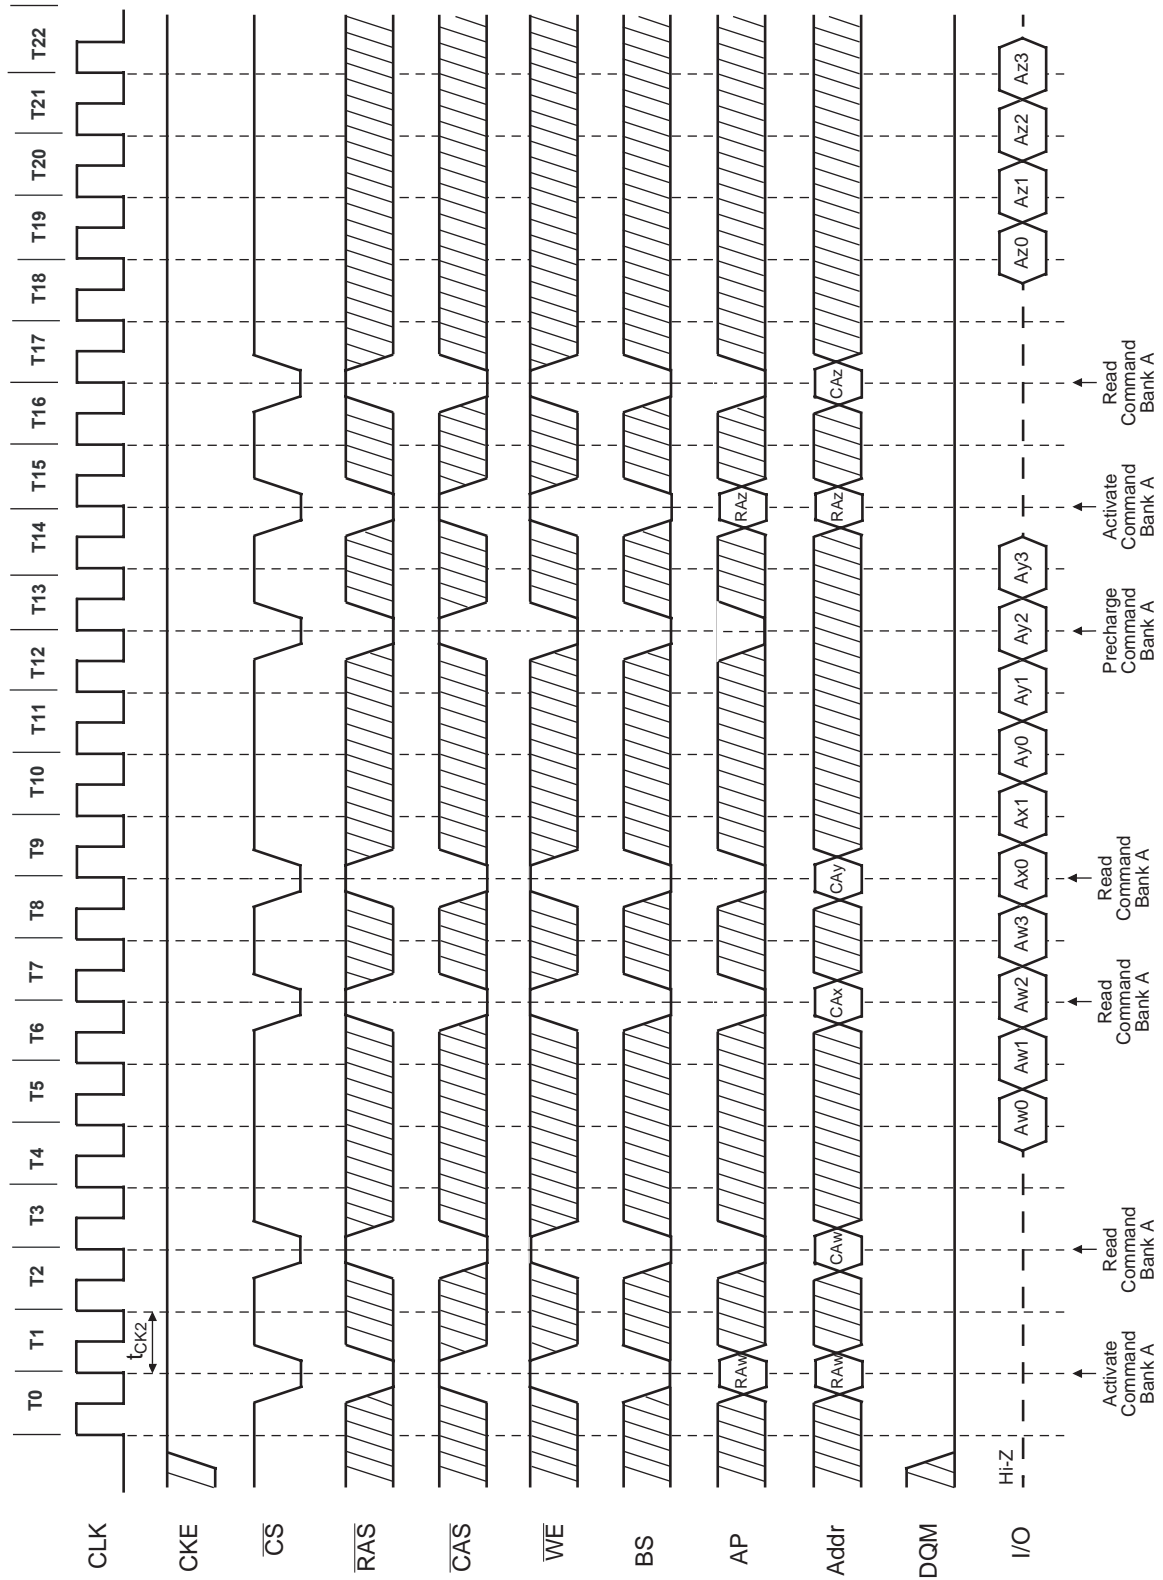 T0 T1 T2 T3 T4 T5 T6 T7 T8 T9 T10 T11 T12 T13 T14 T15 T16 T17 T18 T19 T20 T21 T22
CLK
tCK2
CKE
CS
RAS
CAS
WE
BS
AP RAw RAz
Addr RAw CAw CAx CAy RAz CAz
DQM
Hi-Z
I/O Aw0 Aw1 Aw2 Aw3 Ax0 Ax1 Ay0 Ay1 Ay2 Ay3 Az0 Az1 Az2 Az3
Activate
Command
Bank A
Read
Command
Bank A
Read
Command
Bank A
Read
Command
Bank A
Precharge
Command
Bank A
Activate
Command
Bank A
Read
Command
Bank A